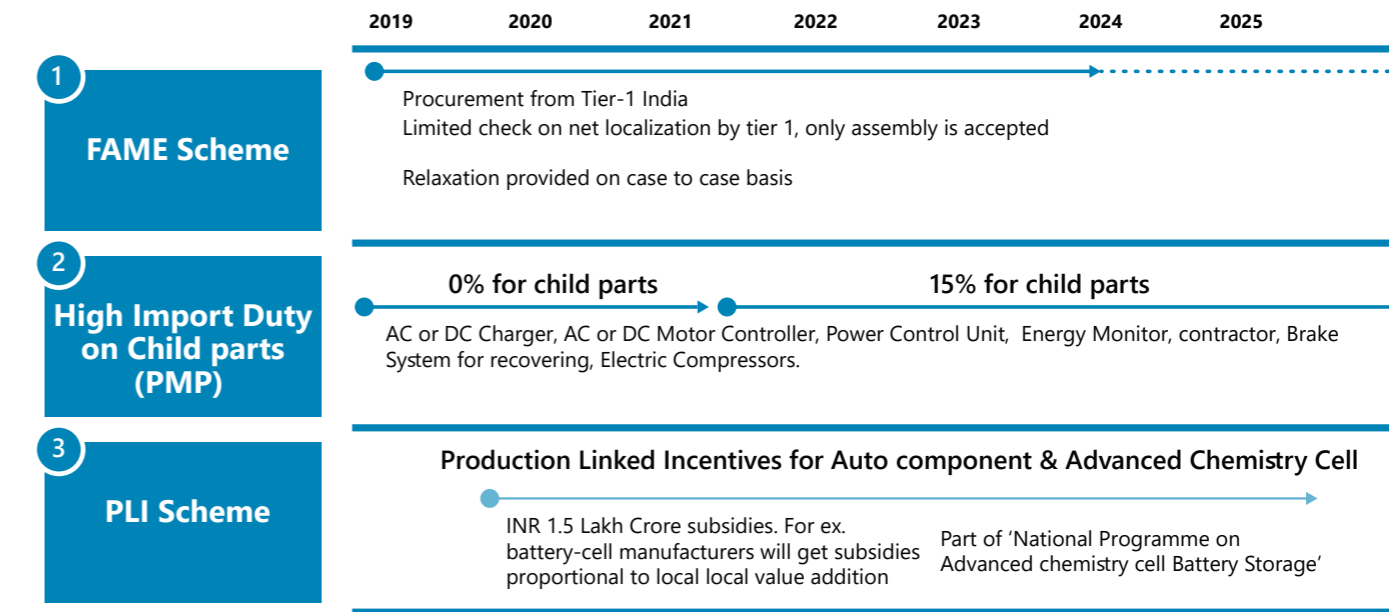 2019 2020 2021 2022 2023 2024 2025
1
FAME Scheme
Procurement from Tier-1 India
Limited check on net localization by tier 1, only assembly is accepted
Relaxation provided on case to case basis
2
High Import Duty
on Child parts
(PMP)
0% for child parts
15% for child parts
AC or DC Charger, AC or DC Motor Controller, Power Control Unit, Energy Monitor, contractor, Brake
System for recovering, Electric Compressors.
3
PLI Scheme
Production Linked Incentives for Auto component & Advanced Chemistry Cell
INR 1.5 Lakh Crore subsidies. For ex.
battery-cell manufacturers will get subsidies
proportional to local local value addition
Part of ‘National Programme on
Advanced chemistry cell Battery Storage’